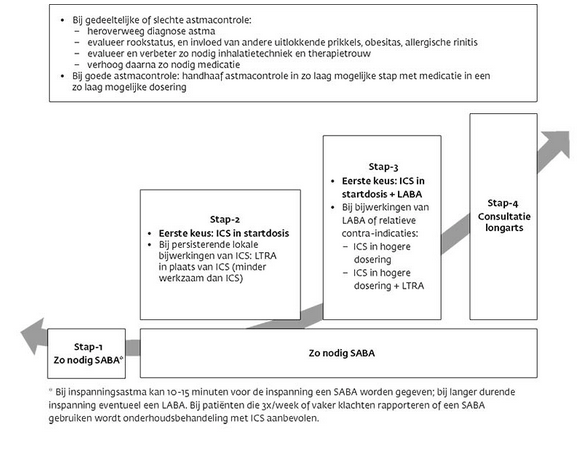 • Bij gedeeltelijke of slechte astmacontrole:
– heroverweeg diagnose astma
– evalueer rookstatus, en invloed van andere uitlokkende prikkels, obesitas, allergische rinitis
– evalueer en verbeter zo nodig inhalatietechniek en therapietrouw
– verhoog daarna zo nodig medicatie
• Bij goede astmacontrole: handhaaf astmacontrole in zo laag mogelijke stap met medicatie in een
zo laag mogelijke dosering
Stap-1
Zo nodig SABA*
Stap-2
• Eerste keus: ICS in startdosis
• Bij persisterende lokale
bijwerkingen van ICS: LTRA
in plaats van ICS (minder
werkzaam dan ICS)
Stap-3
• Eerste keus: ICS in
startdosis + LABA
• Bij bijwerkingen van
LABA of relatieve
contra-indicaties:
– ICS in hogere
dosering
– ICS in hogere
dosering + LTRA
Stap-4
Consultatie
longarts
Zo nodig SABA
* Bij inspanningsastma kan 10-15 minuten voor de inspanning een SABA worden gegeven; bij langer durende
inspanning eventueel een LABA. Bij patiënten die 3x/week of vaker klachten rapporteren of een SABA
gebruiken wordt onderhoudsbehandeling met ICS aanbevolen.